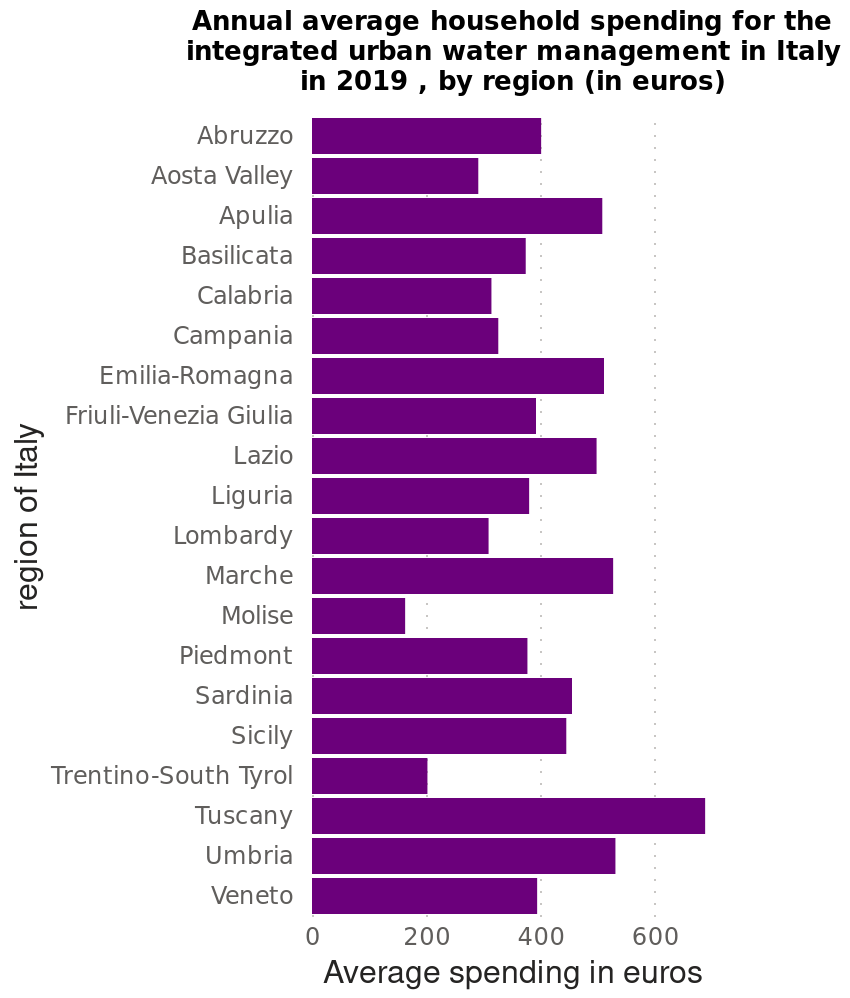 Annual average household spending for the
integrated urban water management in Italy
in 2019 , by region (in euros)
region of Italy
Abruzzo
Aosta Valley
Apulia
Basilicata
Calabria
Campania
Emilia-Romagna
Friuli-Venezia Giulia
Lazio
Liguria
Lombardy
Marche
Molise
Piedmont
Sardinia
Sicily
Trentino-South Tyrol
Tuscany
Umbria
Veneto
0 200 400 600
Average spending in euros